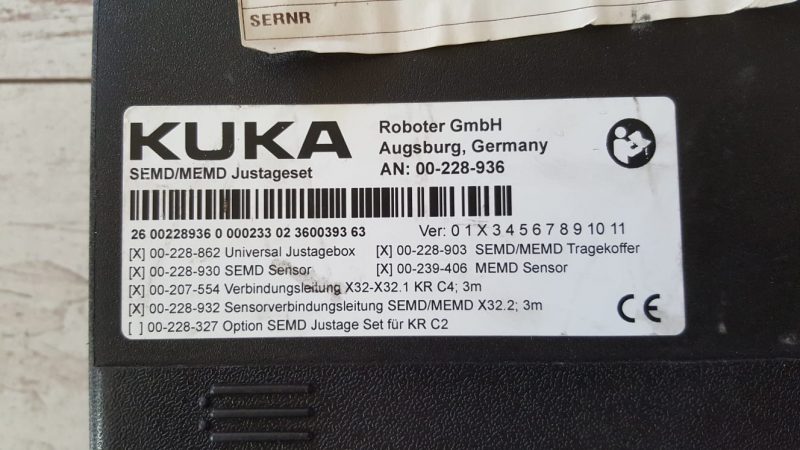 SERNR
KUKA
Roboter GmbH
Augsburg, Germany
SEMD/MEMD Justageset
AN: 00-228-936
26 00228936 0 000233 02 3600393 63
Ver: 0 1 X 3 4 5 6 7 8 9 10 11
[X] 00-228-862 Universal Justagebox
[X] 00-228-903 SEMD/MEMD Tragekoffer
[X] 00-228-930 SEMD Sensor
[X] 00-239-406 MEMD Sensor
[X] 00-207-554 Verbindungsleitung X32-X32.1 KR C4; 3m
[X] 00-228-932 Sensorverbindungsleitung SEMD/MEMD X32.2; 3m
[ ] 00-228-327 Option SEMD Justage Set für KR C2
CE